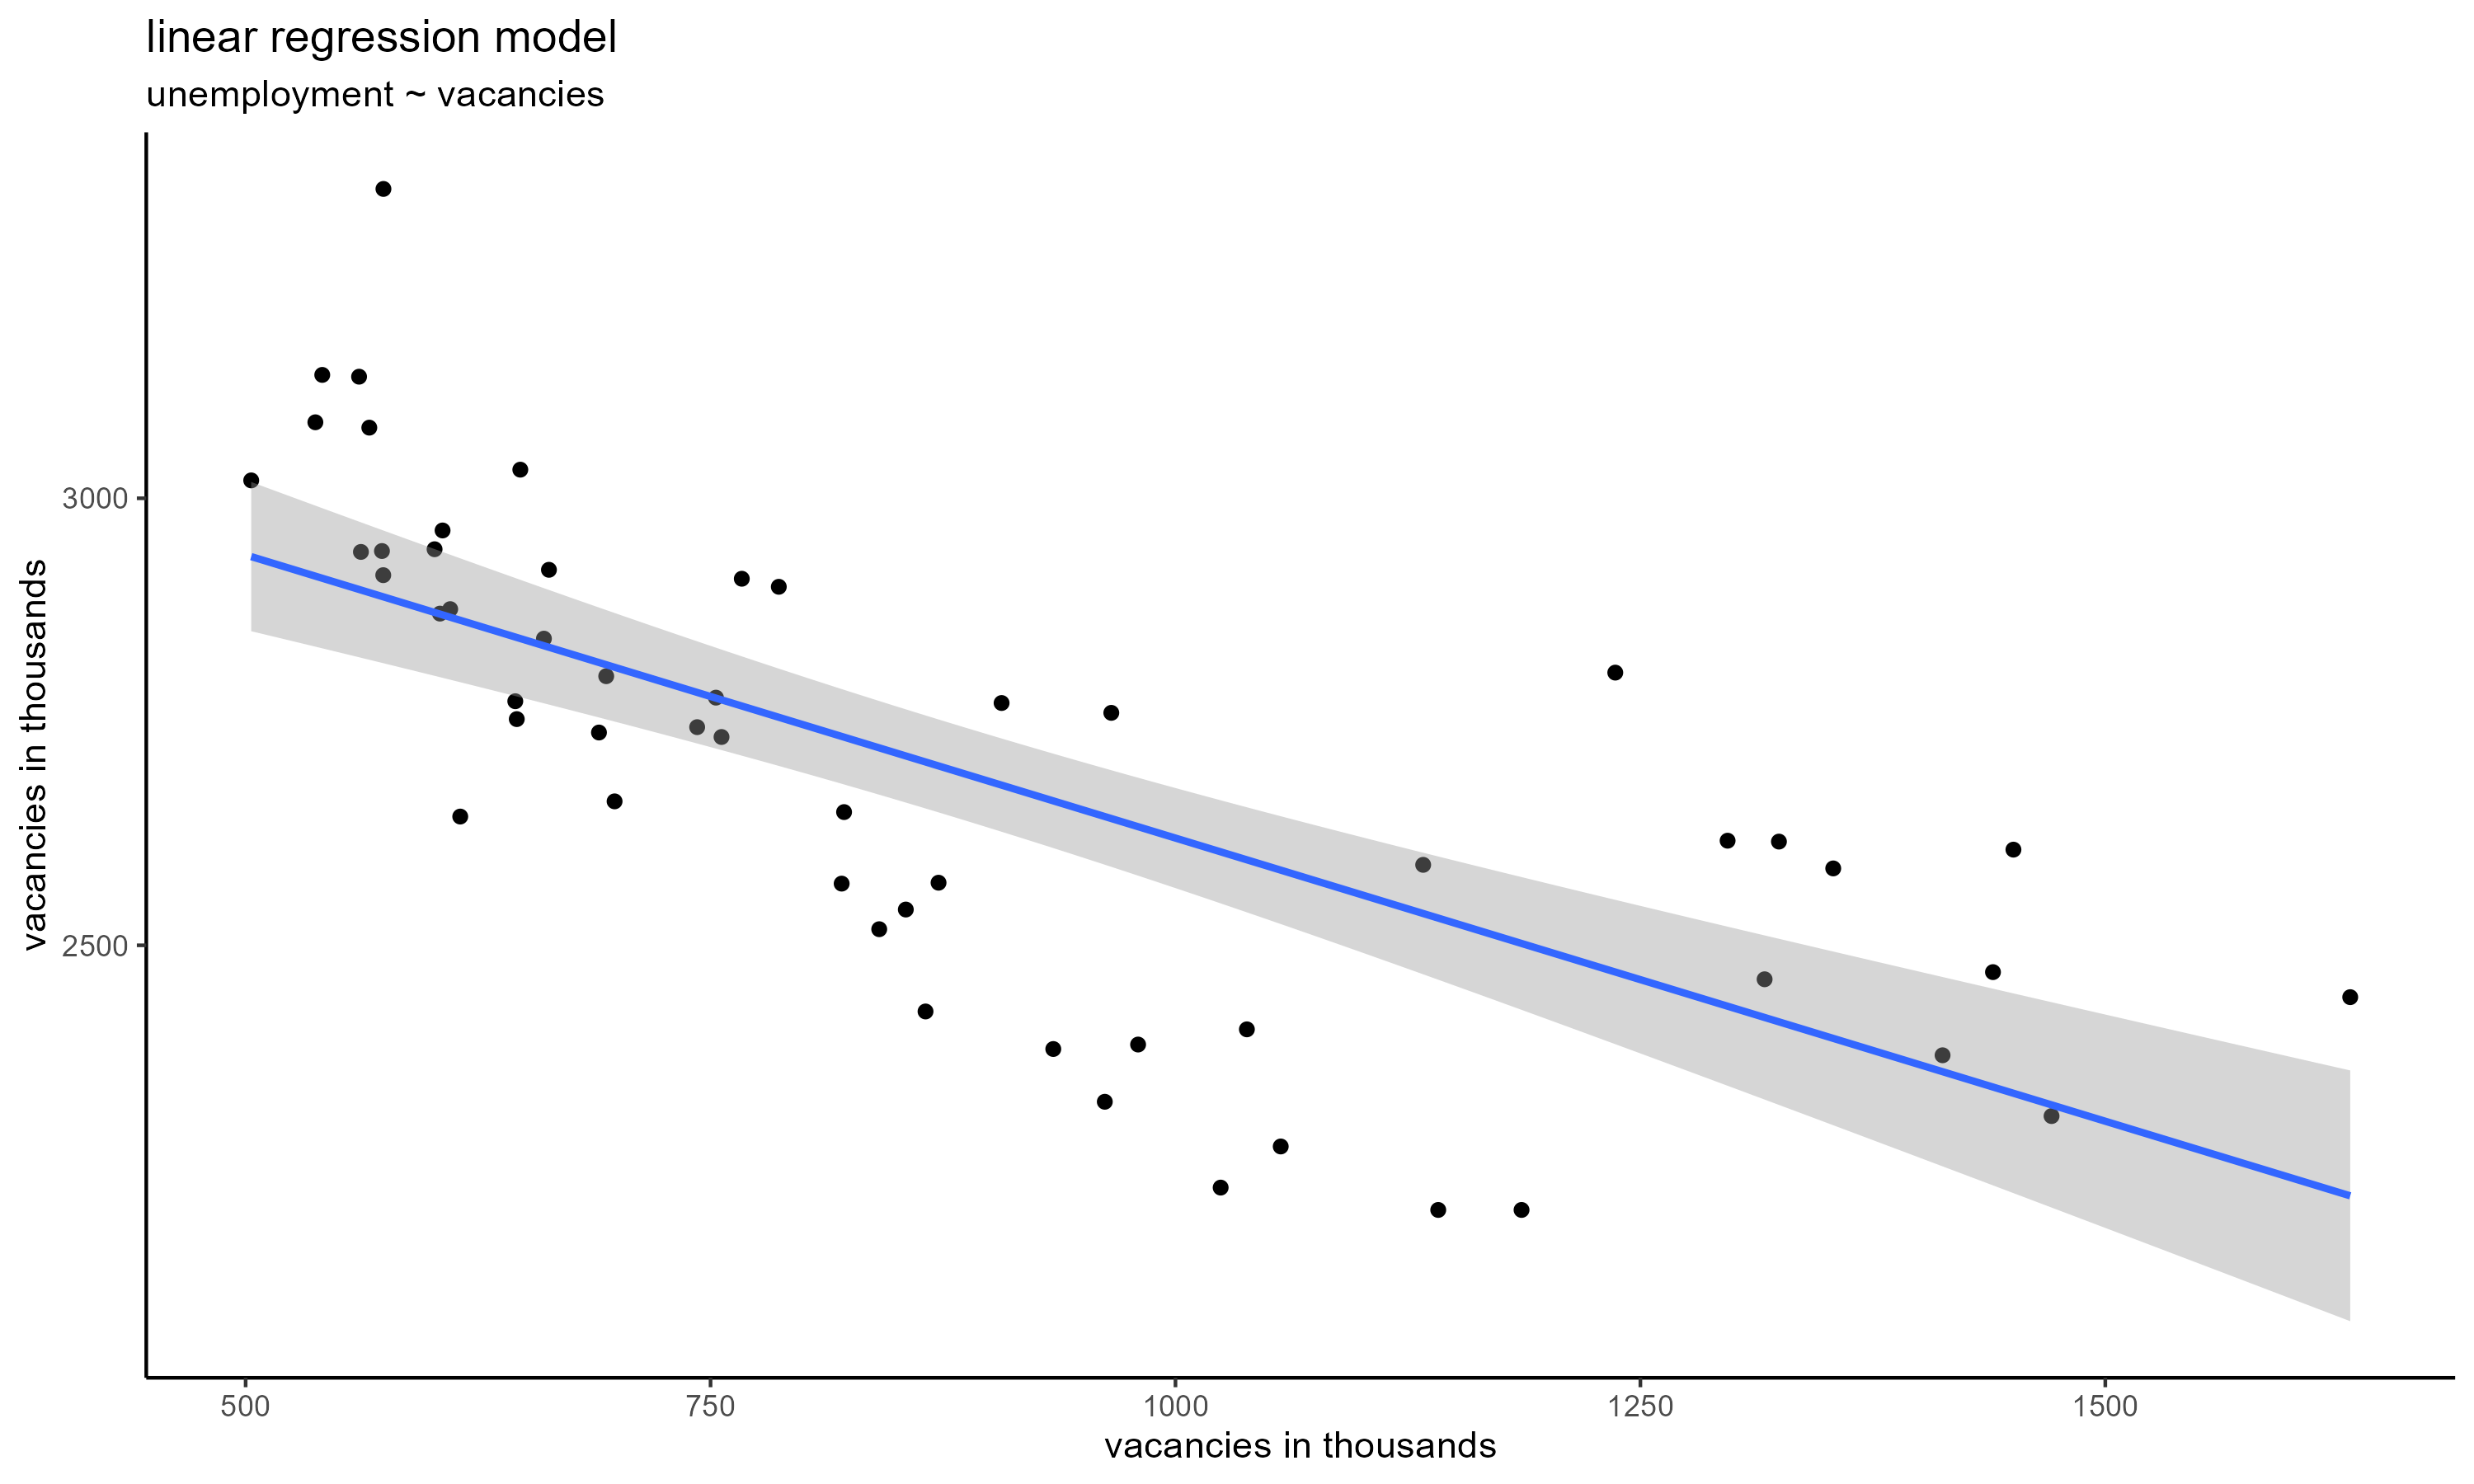 linear regression model
unemployment ~ vacancies
vacancies in thousands
3000
2500
500 750 1000 1250 1500
vacancies in thousands